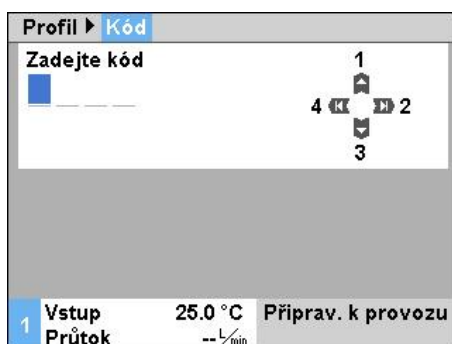 Profil Kód
Zadejte kód
1
4 2
3
1
Vstup 25.0 °C Připrav. k provozu
Průtok -- L/min